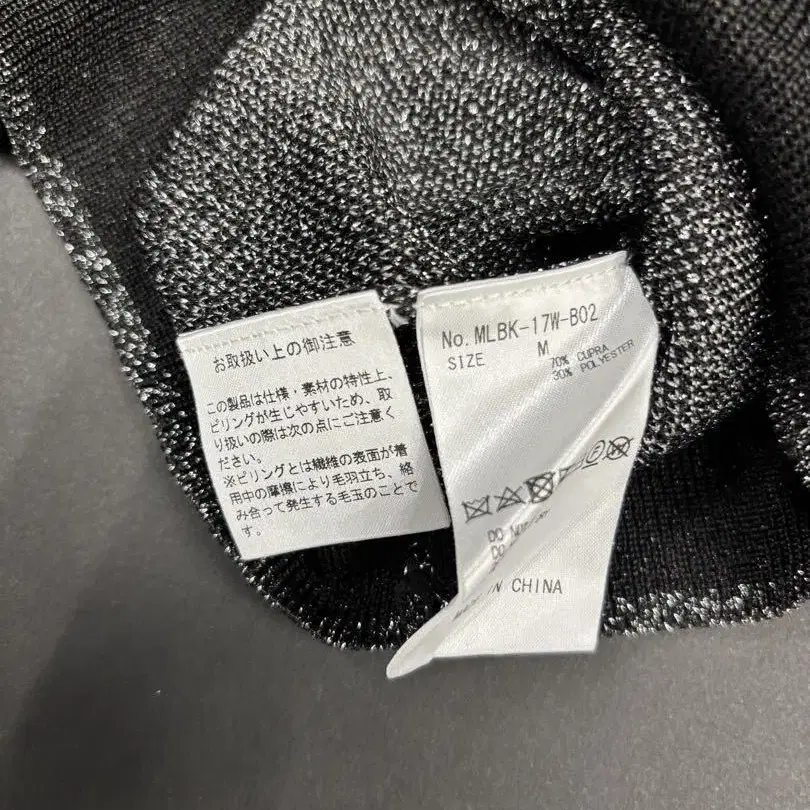 お取扱い上の御注意
この製品は仕様・素材の特性上、
ピリングが生じやすいため、取
り扱いの際は次の点にご注意く
ださい。
※ピリングとは繊維の表面が着
用中の摩擦により毛羽立ち、絡
み合って発生する毛玉のことで
す。
No. MLBK-17W-B02
SIZE M
70% CUPRA
30% POLYESTER
DO NOT
DO
IN CHINA